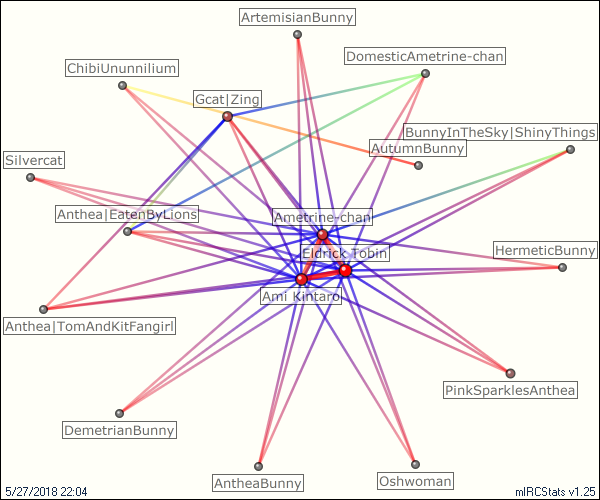 ArtemisianBunny
DomesticAmetrine-chan
ChibiUnunnilium
Gcat|Zing
BunnyInTheSky|ShinyThings
AutumnBunny
Silvercat
Anthea|EatenByLions
Ametrine-chan
Eldrick Tobin
HermeticBunny
Ami Kintaro
Anthea|TomAndKitFangirl
PinkSparklesAnthea
DemetrianBunny
AntheaBunny
Oshwoman
5/27/2018 22:04
mIRCStats v1.25